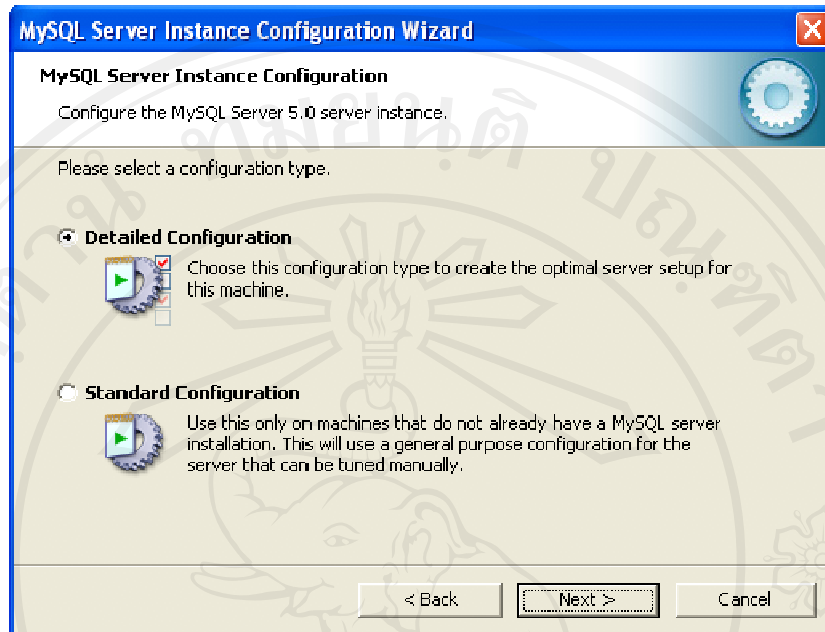 MySQL Server Instance Configuration Wizard
MySQL Server Instance Configuration
Configure the MySQL Server 5.0 server instance.
Please select a configuration type.
Detailed Configuration
Choose this configuration type to create the optimal server setup for
this machine.
Standard Configuration
Use this only on machines that do not already have a MySQL server
installation. This will use a general purpose configuration for the
server that can be tuned manually.
< Back
Next >
Cancel